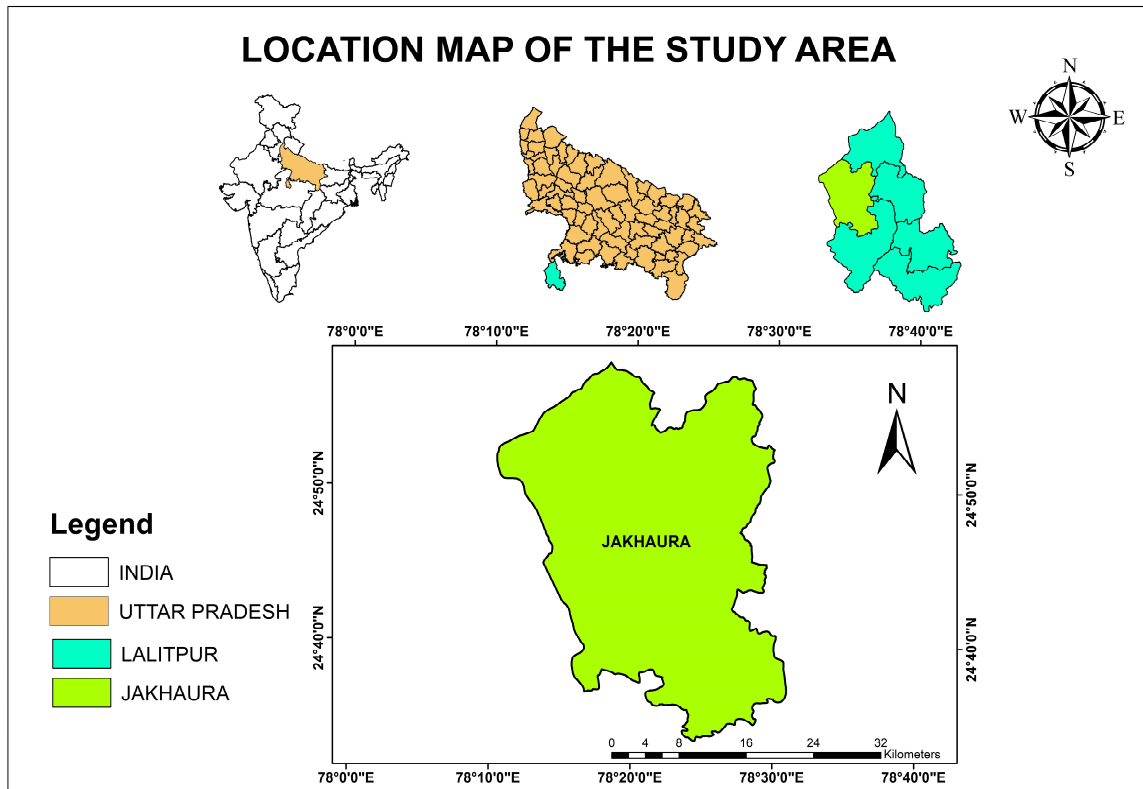 LOCATION MAP OF THE STUDY AREA
N
W E
S
78°0'0"E 78°10'0"E 78°20'0"E 78°30'0"E 78°40'0"E
N
24°50'0"N 24°50'0"N
Legend
JAKHAURA
INDIA
UTTAR PRADESH
24°40'0"N 24°40'0"N
LALITPUR
JAKHAURA
0 4 8 16 24 32
Kilometers
78°0'0"E 78°10'0"E 78°20'0"E 78°30'0"E 78°40'0"E